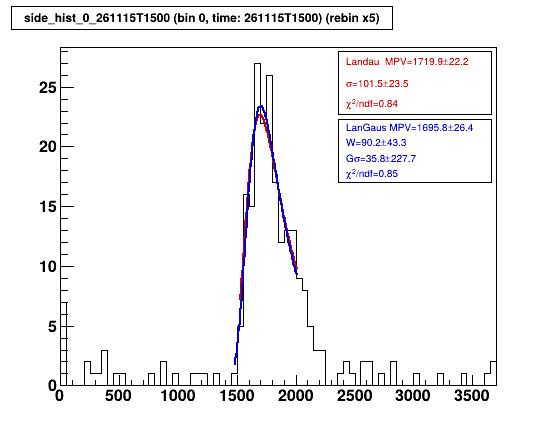 side_hist_0_261115T1500 (bin 0, time: 261115T1500) (rebin x5)
Landau MPV=1719.9±22.2
σ=101.5±23.5
χ²/ndf=0.84
LanGaus MPV=1695.8±26.4
W=90.2±43.3
Gσ=35.8±227.7
χ²/ndf=0.85
25
20
15
10
5
0
0 500 1000 1500 2000 2500 3000 3500